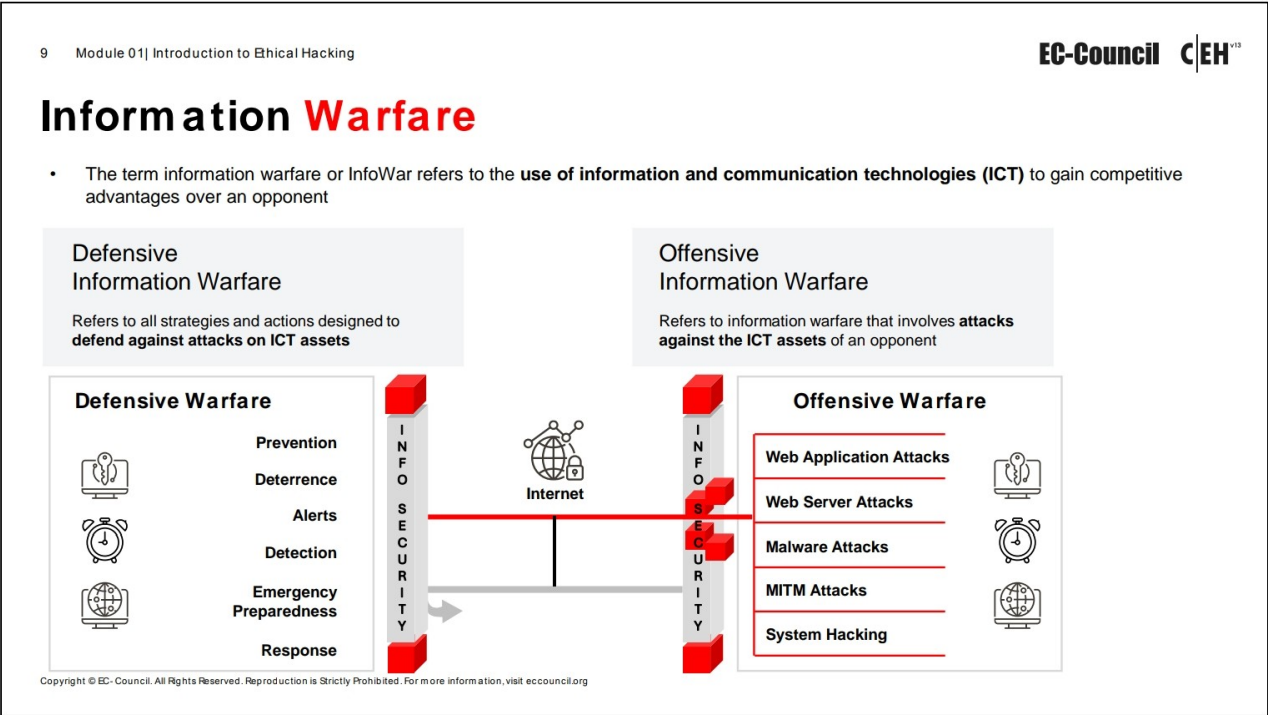 9 Module 01| Introduction to Ethical Hacking
EC-Council C|EH v13
Information Warfare
• The term information warfare or InfoWar refers to the use of information and communication technologies (ICT) to gain competitive
advantages over an opponent
Defensive
Information Warfare
Refers to all strategies and actions designed to
defend against attacks on ICT assets
Offensive
Information Warfare
Refers to information warfare that involves attacks
against the ICT assets of an opponent
Defensive Warfare
Prevention
Deterrence
Alerts
Detection
Emergency
Preparedness
Response
INFO SECURITY
Internet
INFO SECURITY
Offensive Warfare
Web Application Attacks
Web Server Attacks
Malware Attacks
MITM Attacks
System Hacking
Copyright © EC- Council. All Rights Reserved. Reproduction is Strictly Prohibited. For more information, visit eccouncil.org